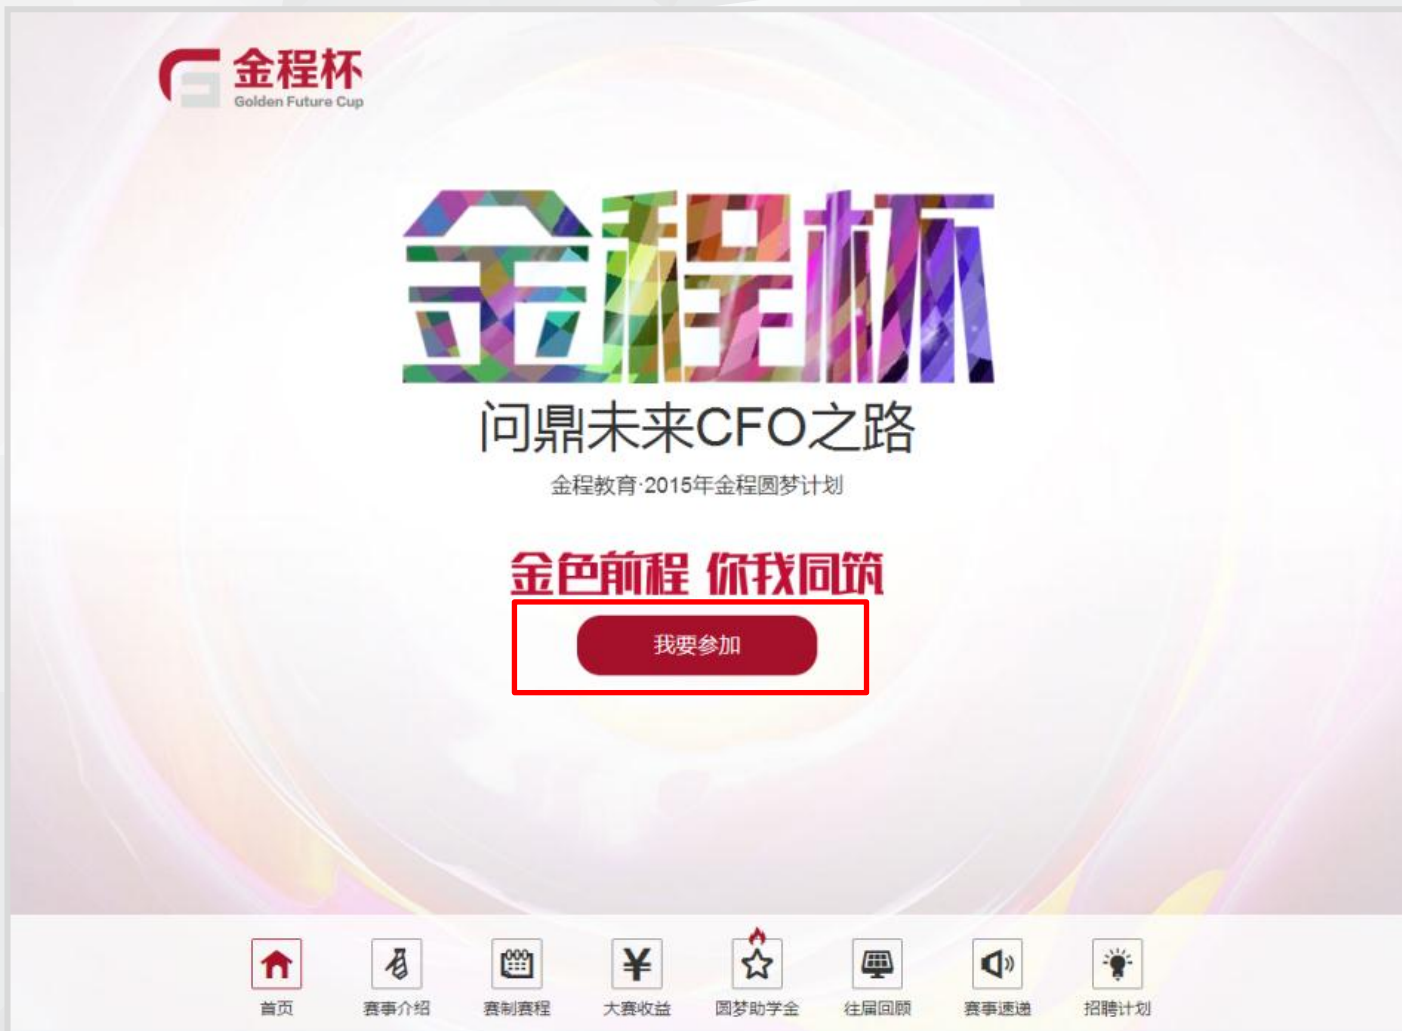 金程杯
Golden Future Cup
金程杯
问鼎未来CFO之路
金程教育·2015年金程圆梦计划
金色前程 你我同筑
我要参加
首页 赛事介绍 赛制赛程 大赛收益 圆梦助学金 往届回顾 赛事速递 招聘计划